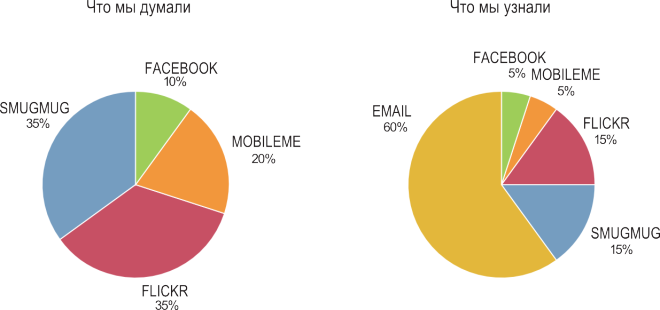 Что мы думали
FACEBOOK
10%
SMUGMUG
35%
MOBILEME
20%
FLICKR
35%
Что мы узнали
FACEBOOK
5%
MOBILEME
5%
EMAIL
60%
FLICKR
15%
SMUGMUG
15%